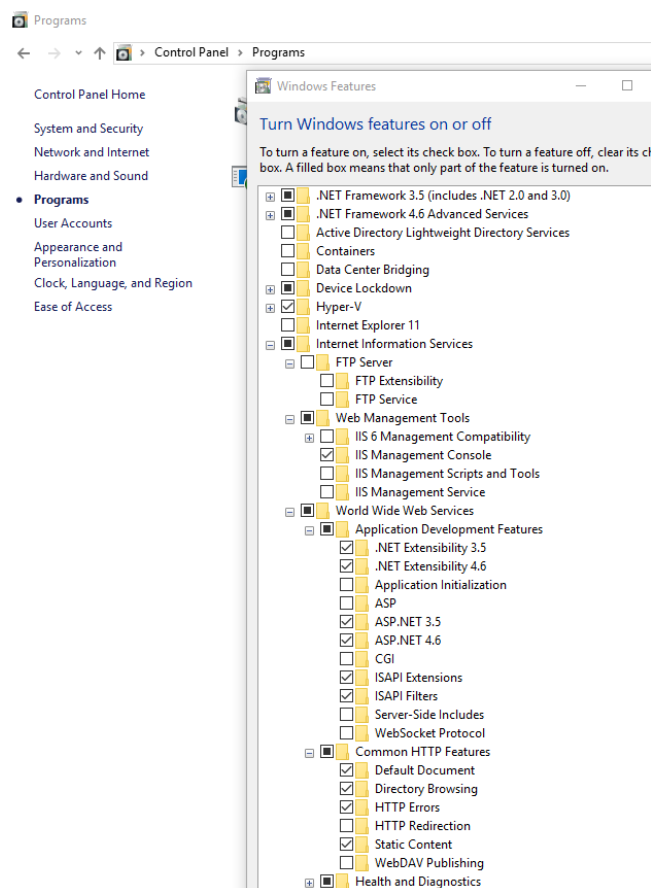 Programs
Control Panel > Programs
Control Panel Home
System and Security
Network and Internet
Hardware and Sound
Programs
User Accounts
Appearance and
Personalization
Clock, Language, and Region
Ease of Access
Windows Features
Turn Windows features on or off
To turn a feature on, select its check box. To turn a feature off, clear its ch
box. A filled box means that only part of the feature is turned on.
.NET Framework 3.5 (includes .NET 2.0 and 3.0)
.NET Framework 4.6 Advanced Services
Active Directory Lightweight Directory Services
Containers
Data Center Bridging
Device Lockdown
Hyper-V
Internet Explorer 11
Internet Information Services
FTP Server
FTP Extensibility
FTP Service
Web Management Tools
IIS 6 Management Compatibility
IIS Management Console
IIS Management Scripts and Tools
IIS Management Service
World Wide Web Services
Application Development Features
.NET Extensibility 3.5
.NET Extensibility 4.6
Application Initialization
ASP
ASP.NET 3.5
ASP.NET 4.6
CGI
ISAPI Extensions
ISAPI Filters
Server-Side Includes
WebSocket Protocol
Common HTTP Features
Default Document
Directory Browsing
HTTP Errors
HTTP Redirection
Static Content
WebDAV Publishing
Health and Diagnostics